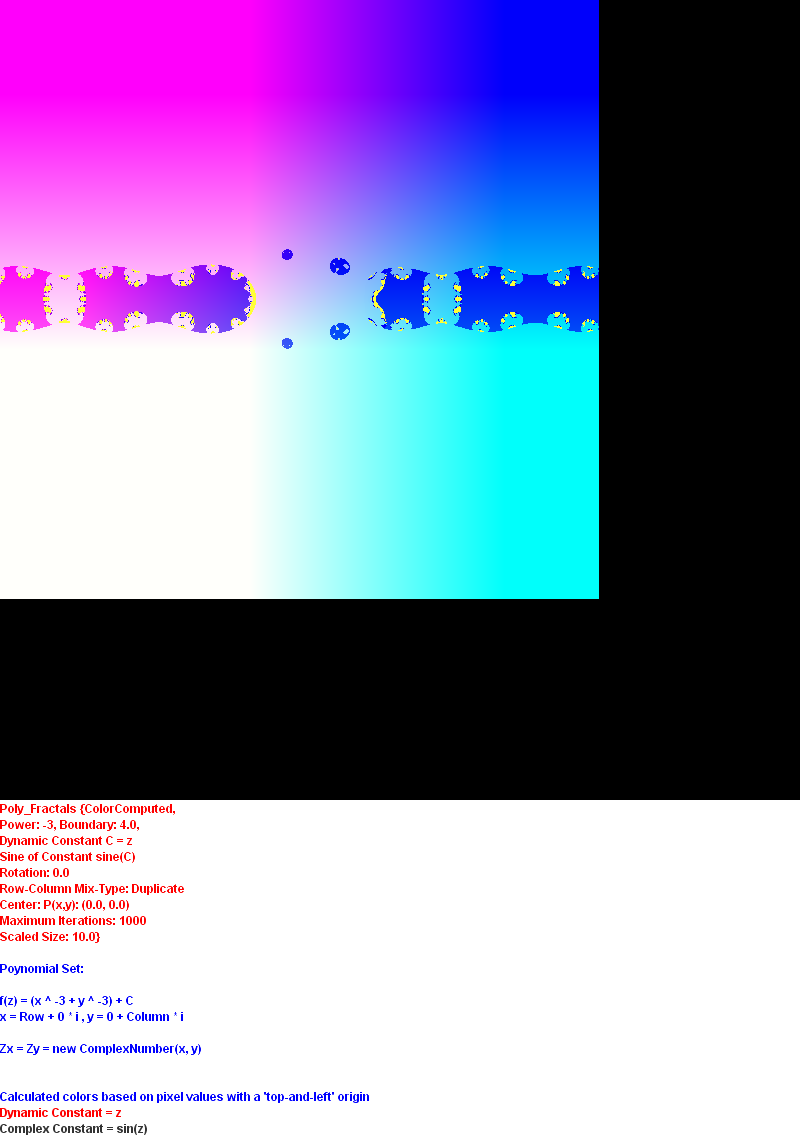 Poly_Fractals {ColorComputed,
Power: -3, Boundary: 4.0,
Dynamic Constant C = z
Sine of Constant sine(C)
Rotation: 0.0
Row-Column Mix-Type: Duplicate
Center: P(x,y): (0.0, 0.0)
Maximum Iterations: 1000
Scaled Size: 10.0}
Poynomial Set:
f(z) = (x ^ -3 + y ^ -3) + C
x = Row + 0 * i , y = 0 + Column * i
Zx = Zy = new ComplexNumber(x, y)
Calculated colors based on pixel values with a 'top-and-left' origin
Dynamic Constant = z
Complex Constant = sin(z)